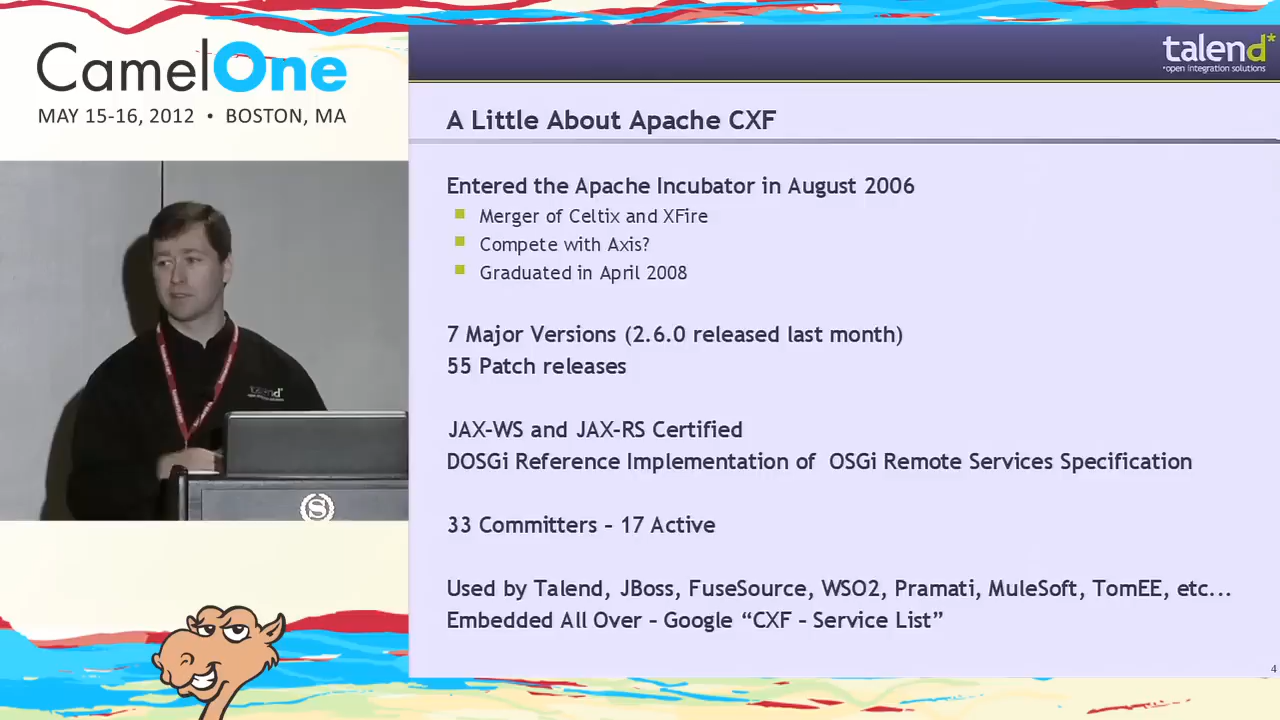 CamelOne
MAY 15-16, 2012 • BOSTON, MA
talend*
*open integration solutions
A Little About Apache CXF
Entered the Apache Incubator in August 2006
Merger of Celtix and XFire
Compete with Axis?
Graduated in April 2008
7 Major Versions (2.6.0 released last month)
55 Patch releases
JAX-WS and JAX-RS Certified
DOSGi Reference Implementation of OSGi Remote Services Specification
33 Committers – 17 Active
Used by Talend, JBoss, FuseSource, WSO2, Pramati, MuleSoft, TomEE, etc...
Embedded All Over – Google “CXF – Service List”
4
talend*
S